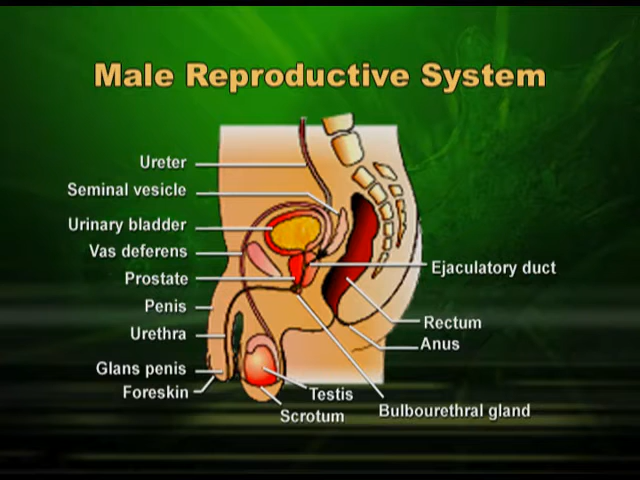 Male Reproductive System
Ureter
Seminal vesicle
Urinary bladder
Vas deferens
Prostate
Penis
Urethra
Glans penis
Foreskin
Ejaculatory duct
Rectum
Anus
Testis
Scrotum
Bulbourethral gland